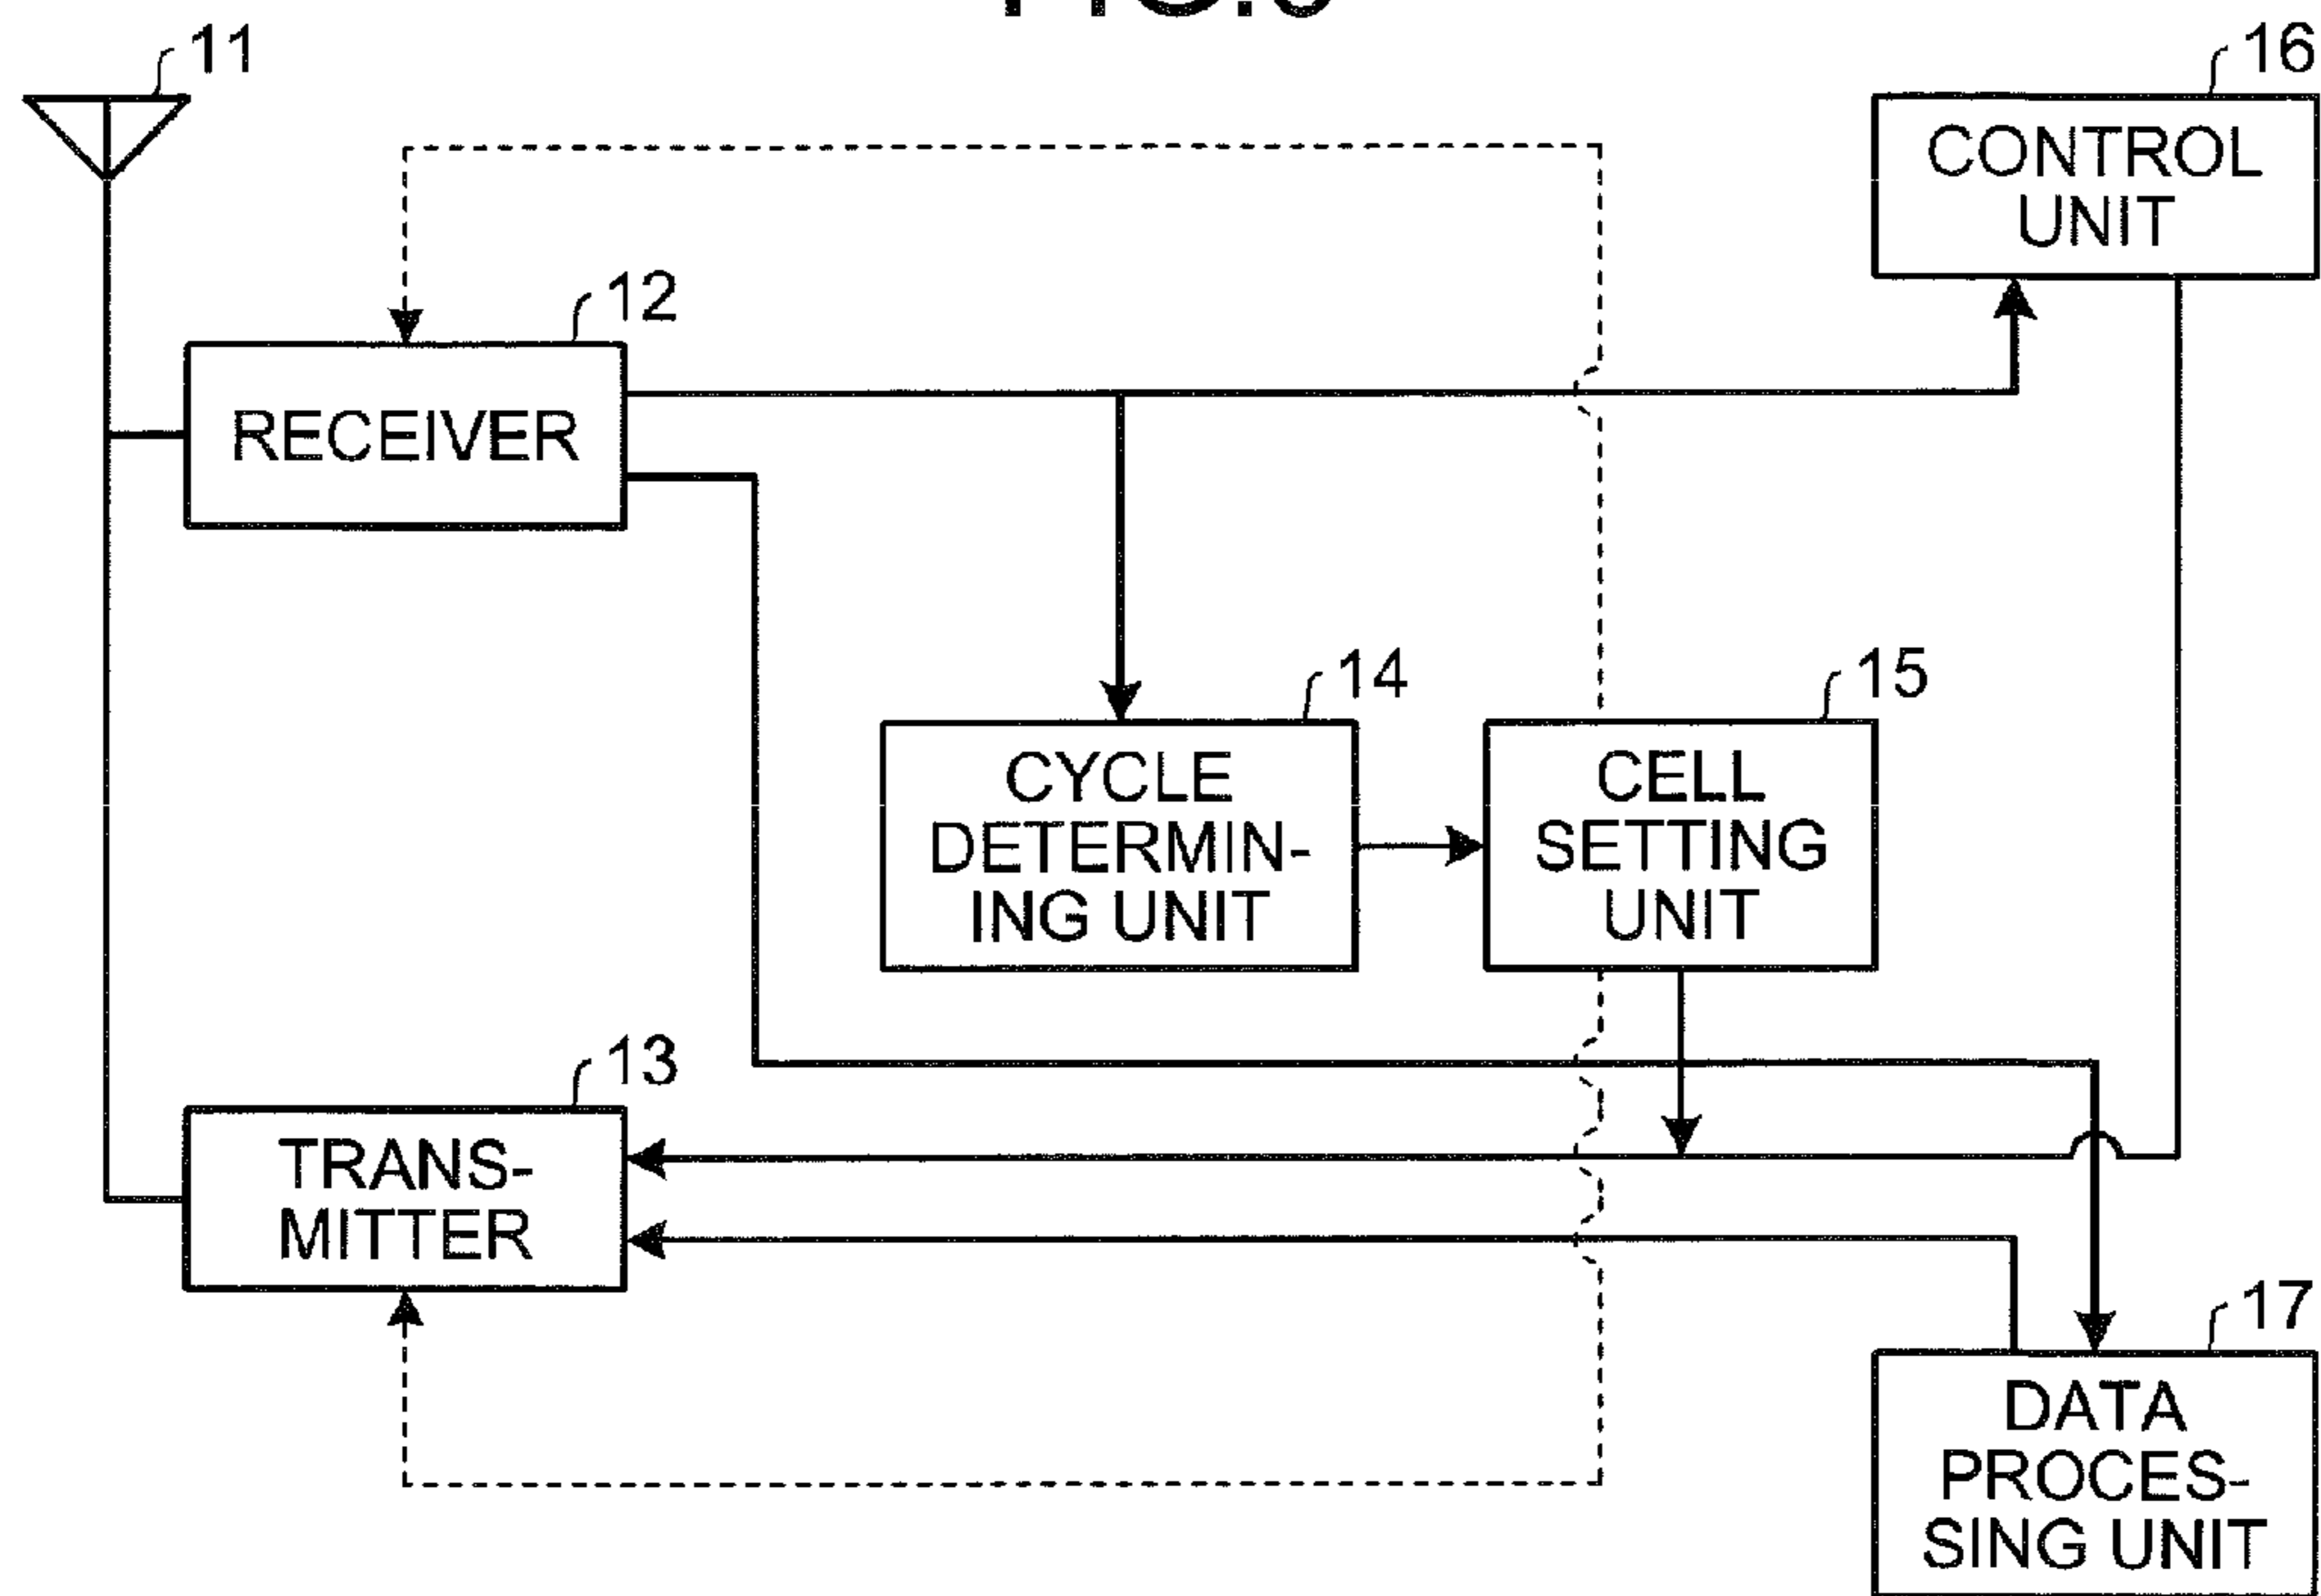 11
16
CONTROL
UNIT
12
RECEIVER
14
15
CYCLE
DETERMIN-
ING UNIT
CELL
SETTING
UNIT
13
TRANS-
MITTER
17
DATA
PROCES-
SING UNIT